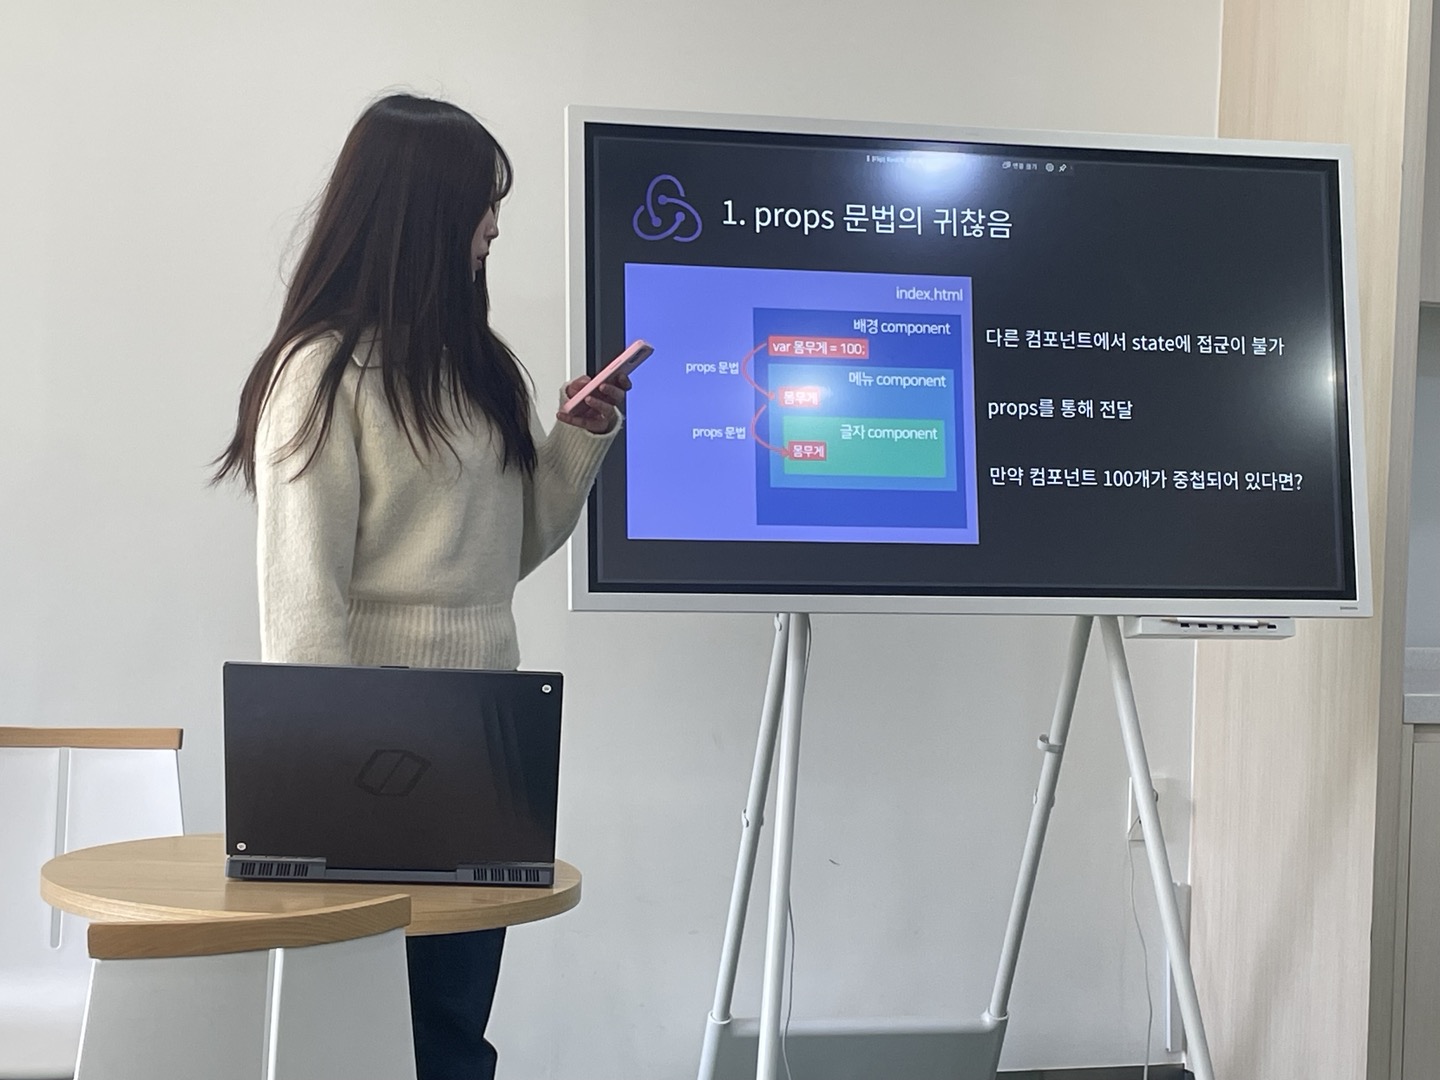 1. props 문법의 귀찮음
index.html
배경 component
var 몸무게 = 100;
props 문법
메뉴 component
몸무게
props 문법
글자 component
몸무게
다른 컴포넌트에서 state에 접군이 불가
props를 통해 전달
만약 컴포넌트 100개가 중첩되어 있다면?